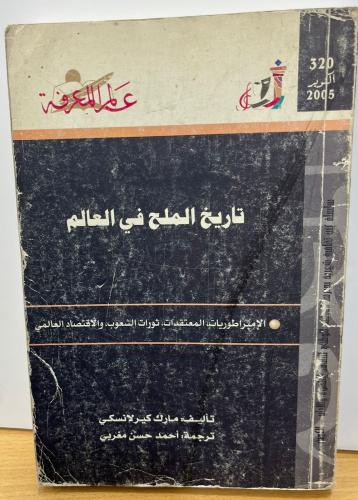 320
أكتوبر
2005
عالم المعرفة
تاريخ الملح في العالم
الإمبراطوريات، المعتقدات، ثورات الشعوب، والاقتصاد العالمي
تأليف: مارك كيرلانسكي
ترجمة: أحمد حسن مغربي